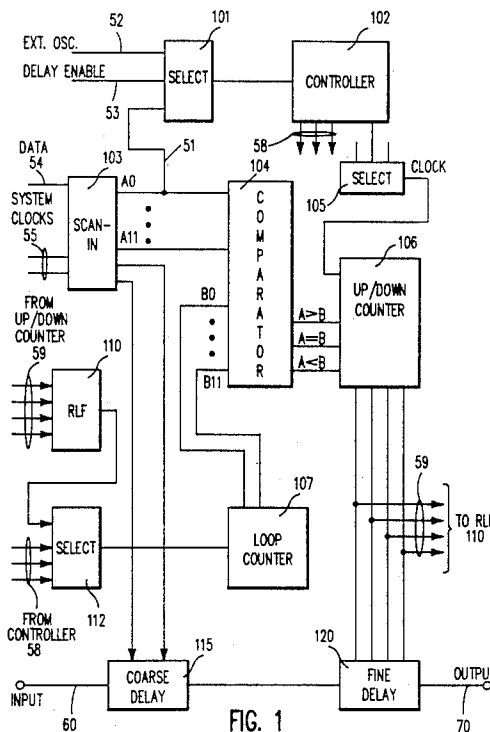 52
EXT. OSC.
DELAY ENABLE
53
101
SELECT
102
CONTROLLER
58
51
DATA
54
SYSTEM
CLOCKS
55
103
SCAN-
IN
A0
A11
104
COMPARATOR
105
SELECT
CLOCK
106
UP/DOWN
COUNTER
A>B
A=B
A<B
B0
B11
FROM
UP/DOWN
COUNTER
59
110
RLF
SELECT
112
FROM
CONTROLLER
58
107
LOOP
COUNTER
59
TO RLF
110
INPUT
60
115
COARSE
DELAY
120
FINE
DELAY
OUTPUT
70
FIG. 1